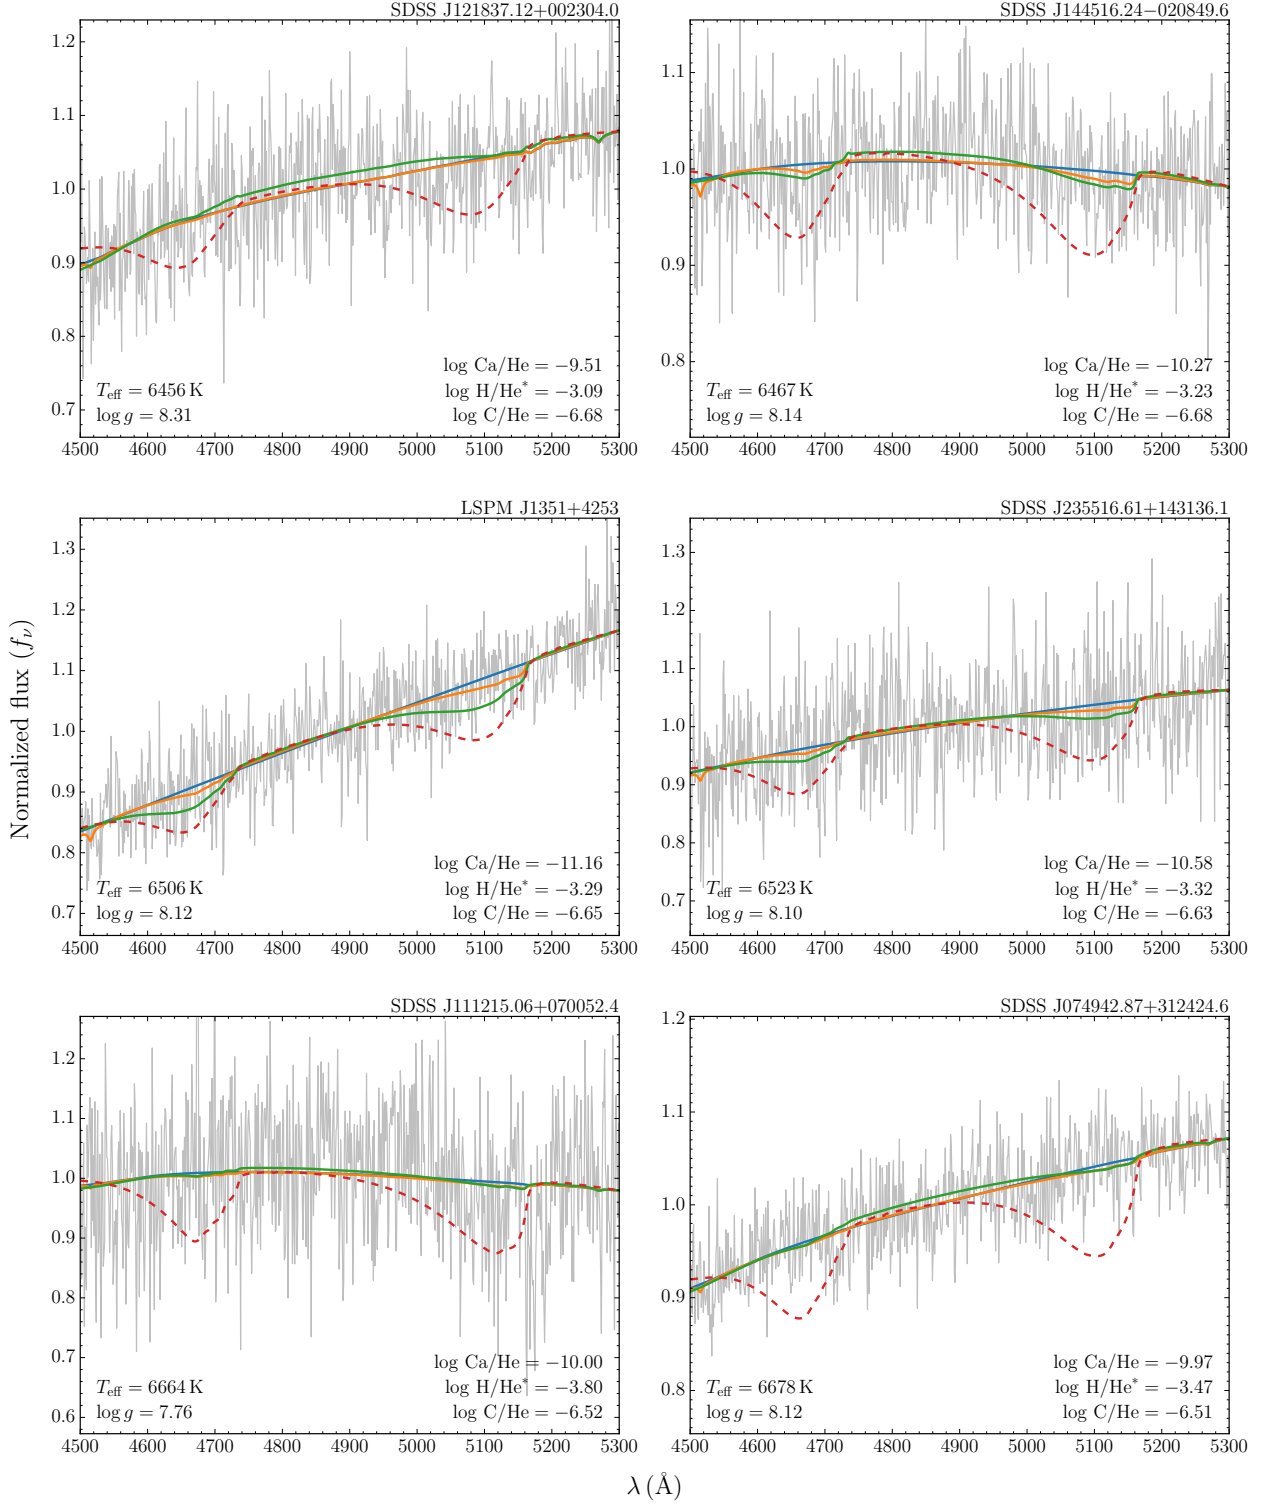 SDSS J121837.12+002304.0
1.2
1.1
1.0
0.9
0.8
0.7
log Ca/He = −9.51
T_eff = 6456 K
log H/He* = −3.09
log g = 8.31
log C/He = −6.68
4500 4600 4700 4800 4900 5000 5100 5200 5300
SDSS J144516.24−020849.6
1.1
1.0
0.9
0.8
log Ca/He = −10.27
T_eff = 6467 K
log H/He* = −3.23
log g = 8.14
log C/He = −6.68
4500 4600 4700 4800 4900 5000 5100 5200 5300
Normalized flux (f_ν)
LSPM J1351+4253
1.3
1.2
1.1
1.0
0.9
0.8
0.7
log Ca/He = −11.16
T_eff = 6506 K
log H/He* = −3.29
log g = 8.12
log C/He = −6.65
4500 4600 4700 4800 4900 5000 5100 5200 5300
SDSS J235516.61+143136.1
1.3
1.2
1.1
1.0
0.9
0.8
0.7
log Ca/He = −10.58
T_eff = 6523 K
log H/He* = −3.32
log g = 8.10
log C/He = −6.63
4500 4600 4700 4800 4900 5000 5100 5200 5300
SDSS J111215.06+070052.4
1.2
1.1
1.0
0.9
0.8
0.7
0.6
log Ca/He = −10.00
T_eff = 6664 K
log H/He* = −3.80
log g = 7.76
log C/He = −6.52
4500 4600 4700 4800 4900 5000 5100 5200 5300
SDSS J074942.87+312424.6
1.2
1.1
1.0
0.9
0.8
log Ca/He = −9.97
T_eff = 6678 K
log H/He* = −3.47
log g = 8.12
log C/He = −6.51
4500 4600 4700 4800 4900 5000 5100 5200 5300
λ (Å)